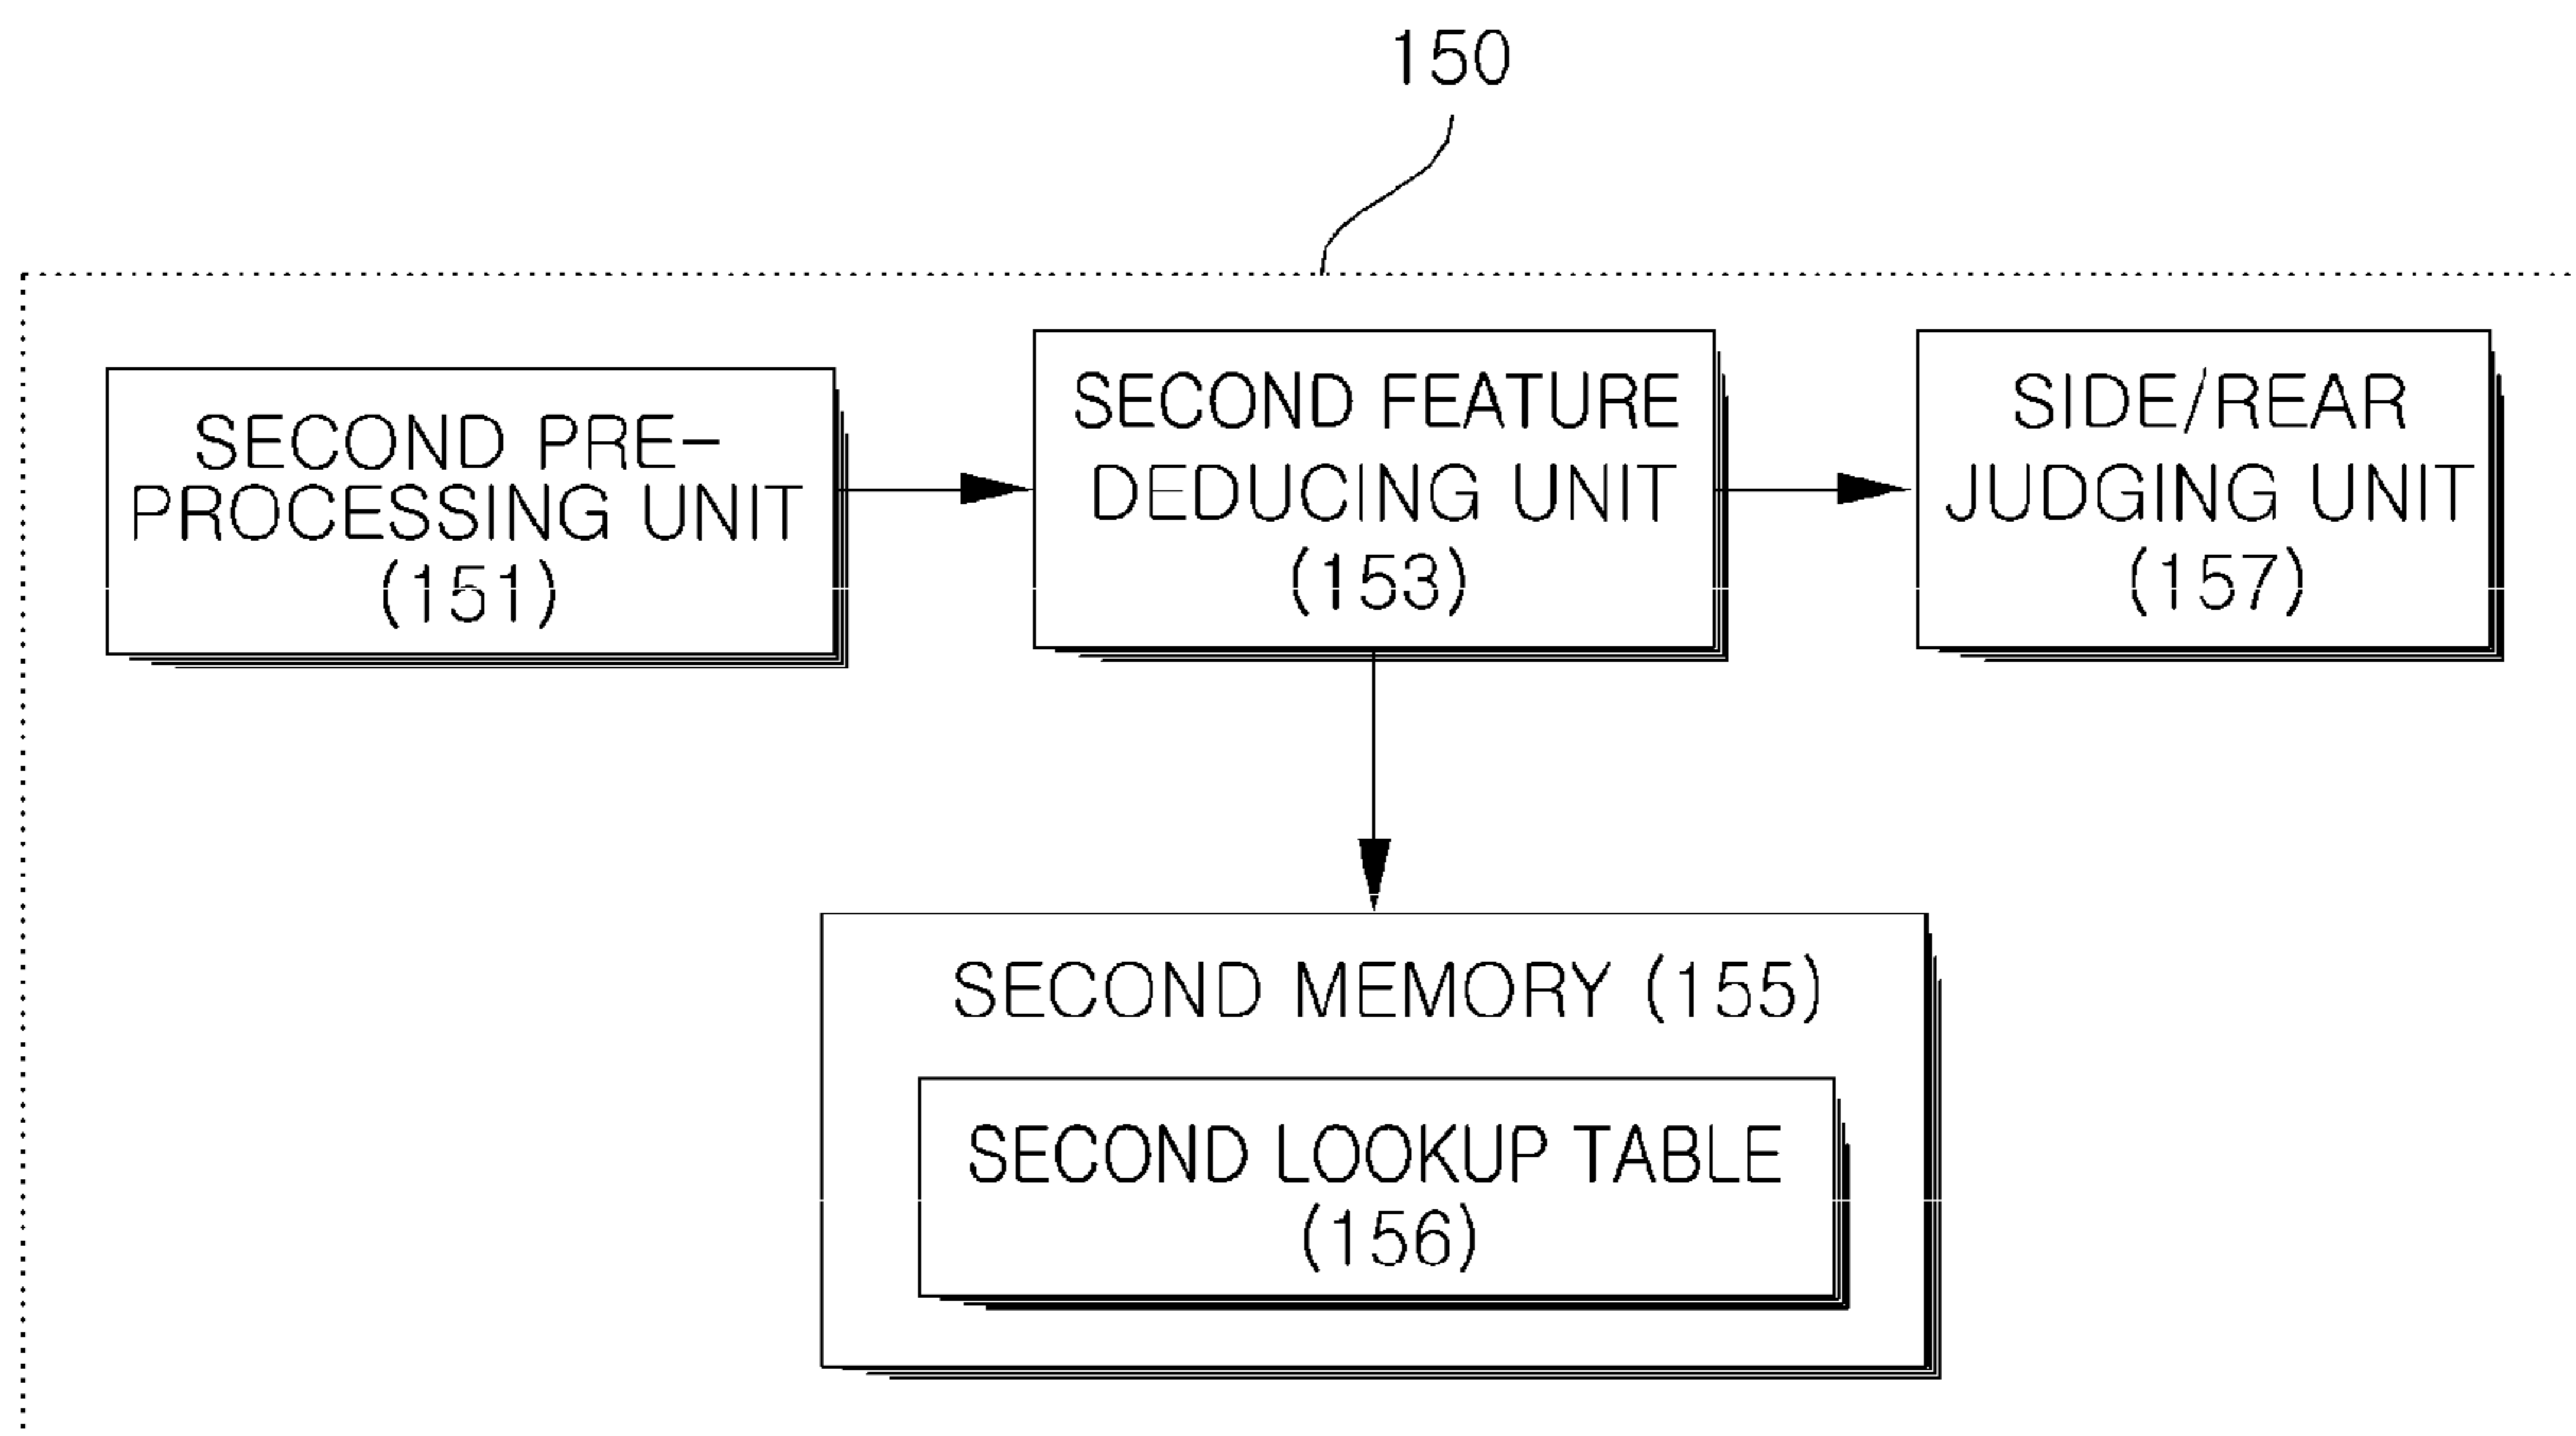 150
SECOND PRE-
PROCESSING UNIT
(151)
SECOND FEATURE
DEDUCING UNIT
(153)
SIDE/REAR
JUDGING UNIT
(157)
SECOND MEMORY (155)
SECOND LOOKUP TABLE
(156)